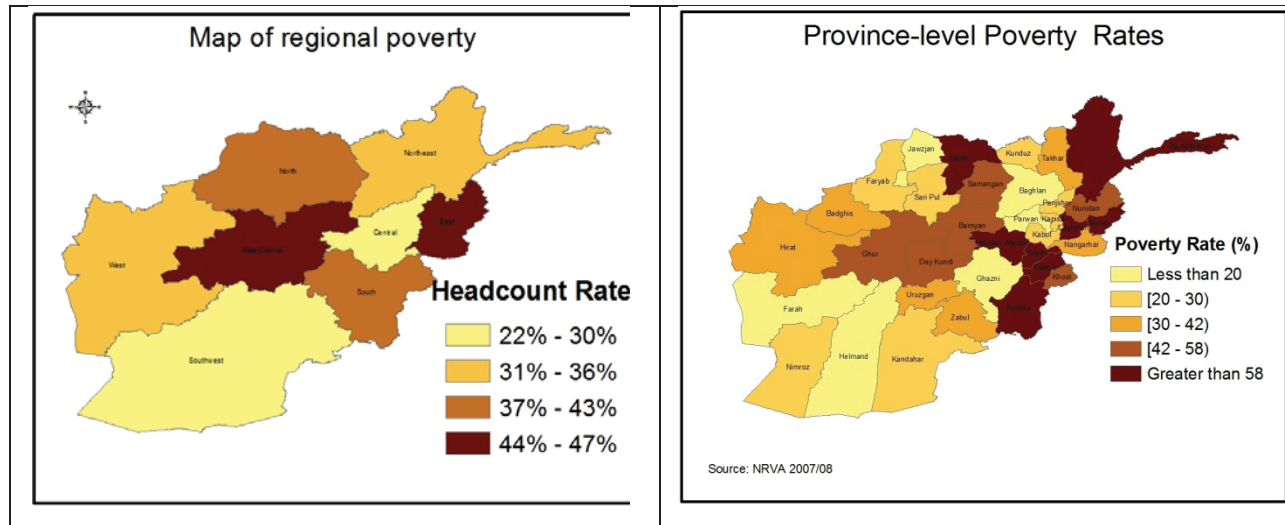 Map of regional poverty
Northeast
North
Central
East
West Central
West
South
Southwest
Headcount Rate
22% - 30%
31% - 36%
37% - 43%
44% - 47%
Province-level Poverty Rates
Jawzjan
Balkh
Kunduz
Takhar
Badakhshan
Faryab
Samangan
Baghlan
Sari Pul
Panjsher
Nuristan
Badghis
Bamyan
Parwan
Kapisa
Kabul
Nangarhar
Hirat
Ghor
Day Kundi
Ghazni
Khost
Uruzgan
Paktika
Farah
Zabul
Helmand
Kandahar
Nimroz
Poverty Rate (%)
Less than 20
[20 - 30)
[30 - 42)
[42 - 58)
Greater than 58
Source: NRVA 2007/08